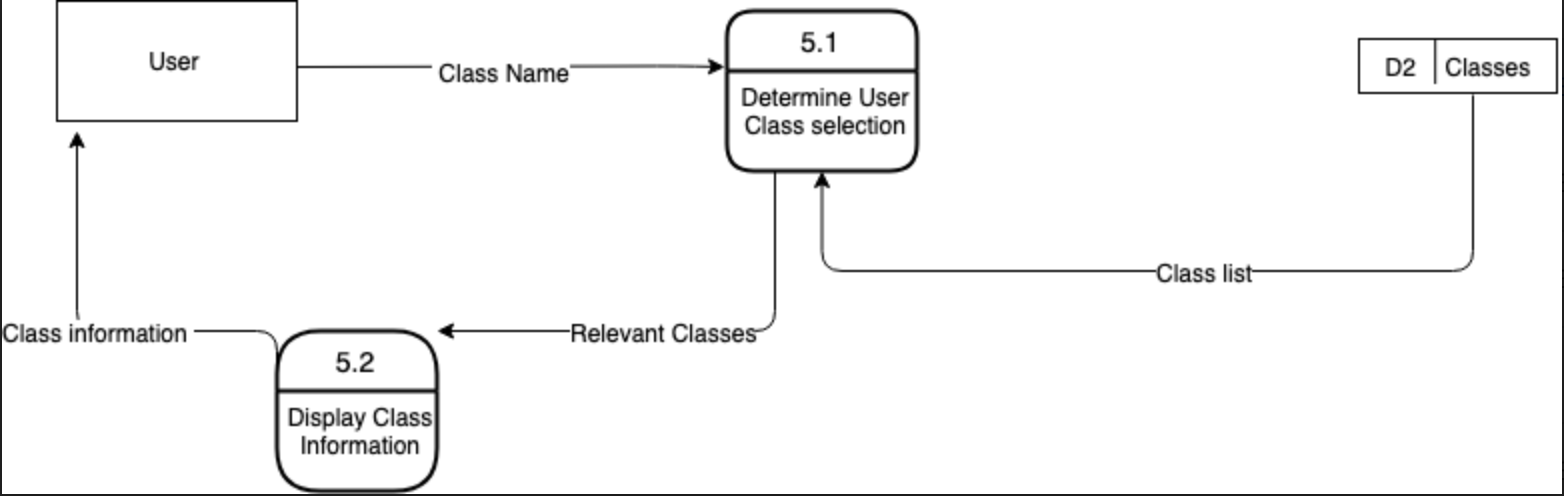 User
Class Name
5.1
Determine User
Class selection
D2 Classes
Class list
Relevant Classes
Class information
5.2
Display Class
Information